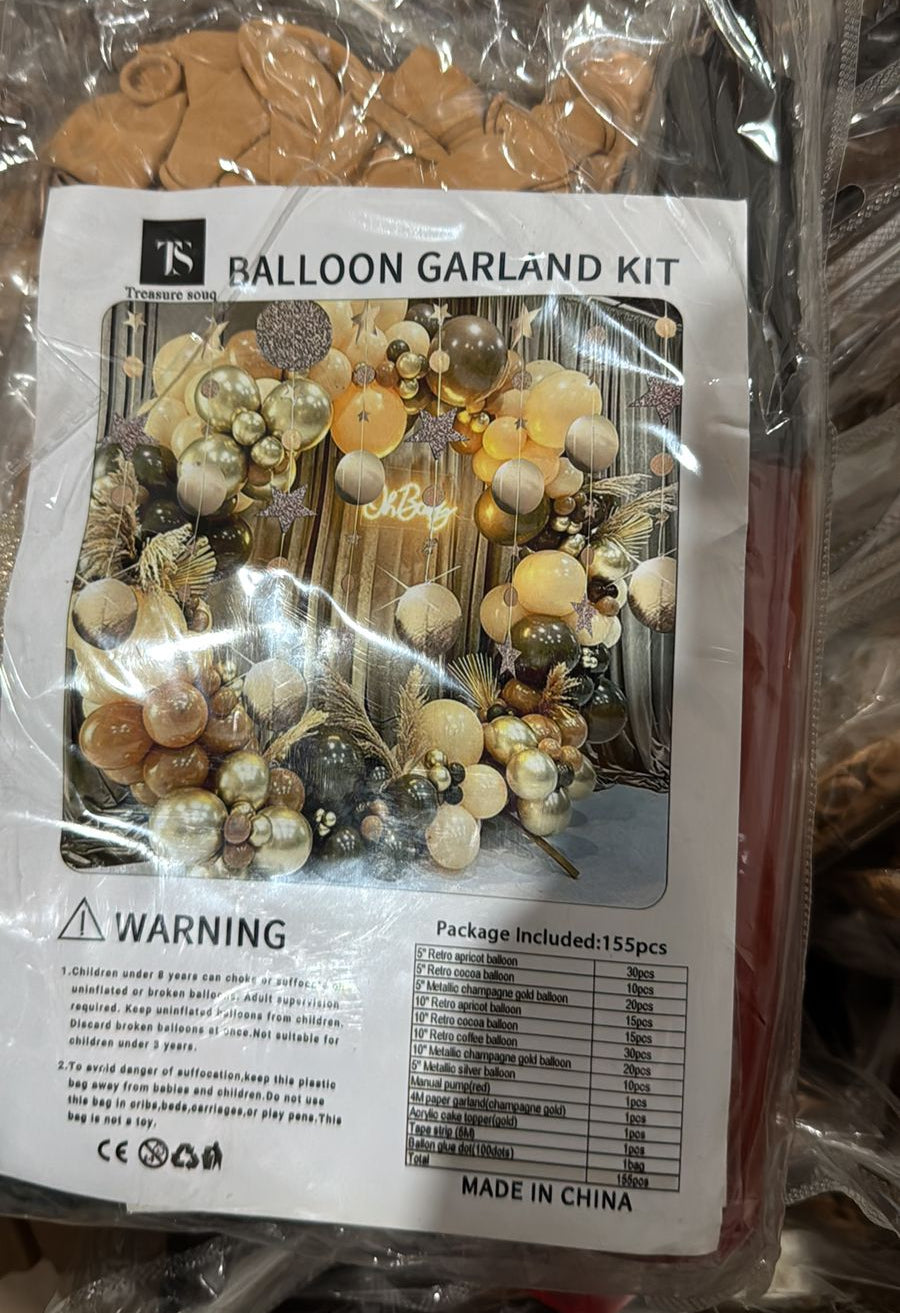 TS
Treasure souq
BALLOON GARLAND KIT
Oh Baby
WARNING
1.Children under 8 years can choke or suffocate on
uninflated or broken balloons. Adult supervision
required. Keep uninflated balloons from children.
Discard broken balloons at once.Not suitable for
children under 3 years.
2.To avoid danger of suffocation,keep this plastic
bag away from babies and children.Do not use
this bag in cribs,beds,carriages,or play pens.This
bag is not a toy.
CE
Package Included:155pcs
5" Retro apricot balloon 30pcs
5" Retro cocoa balloon 10pcs
5" Metallic champagne gold balloon 20pcs
10" Retro apricot balloon 15pcs
10" Retro cocoa balloon 15pcs
10" Retro coffee balloon 30pcs
10" Metallic champagne gold balloon 20pcs
5" Metallic silver balloon 10pcs
Manual pump(red) 1pcs
4M paper garland(champagne gold) 1pcs
Acrylic cake topper(gold) 1pcs
Tape strip (5M) 1pcs
Ballon glue dot(100dots) 1bag
Total 155pcs
MADE IN CHINA